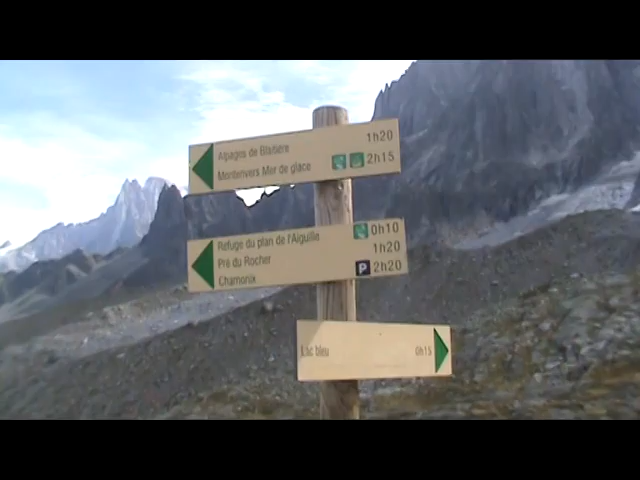 Alpages de Blaitière 1h20
Montenvers Mer de glace 2h15
Refuge du plan de l'Aiguille 0h10
Pré du Rocher 1h20
Chamonix P 2h20
Lac bleu 0h15